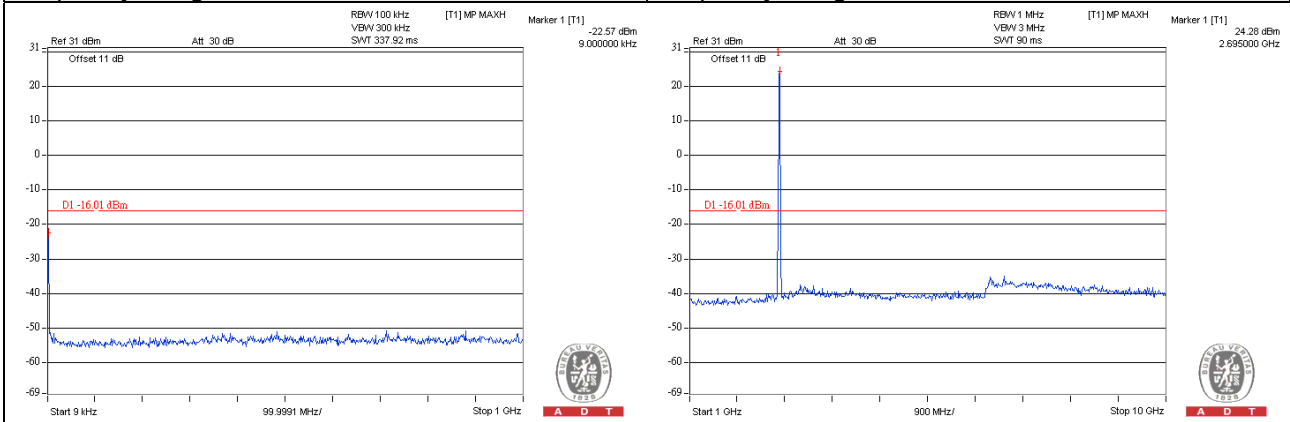 RBW 100 kHz [T1] MP MAXH Marker 1 [T1]
VBW 300 kHz -22.57 dBm
Ref 31 dBm Att 30 dB SWT 337.92 ms 9.000000 kHz
31
Offset 11 dB
20
10
0
-10
D1 -16.01 dBm
-20
-30
-40
-50
-60
-69
Start 9 kHz 99.9991 MHz/ Stop 1 GHz
BUREAU VERITAS
1828
A D T
RBW 1 MHz [T1] MP MAXH Marker 1 [T1]
VBW 3 MHz 24.28 dBm
Ref 31 dBm Att 30 dB SWT 90 ms 2.695000 GHz
31
Offset 11 dB
1
20
10
0
-10
D1 -16.01 dBm
-20
-30
-40
-50
-60
-69
Start 1 GHz 900 MHz/ Stop 10 GHz
BUREAU VERITAS
1828
A D T